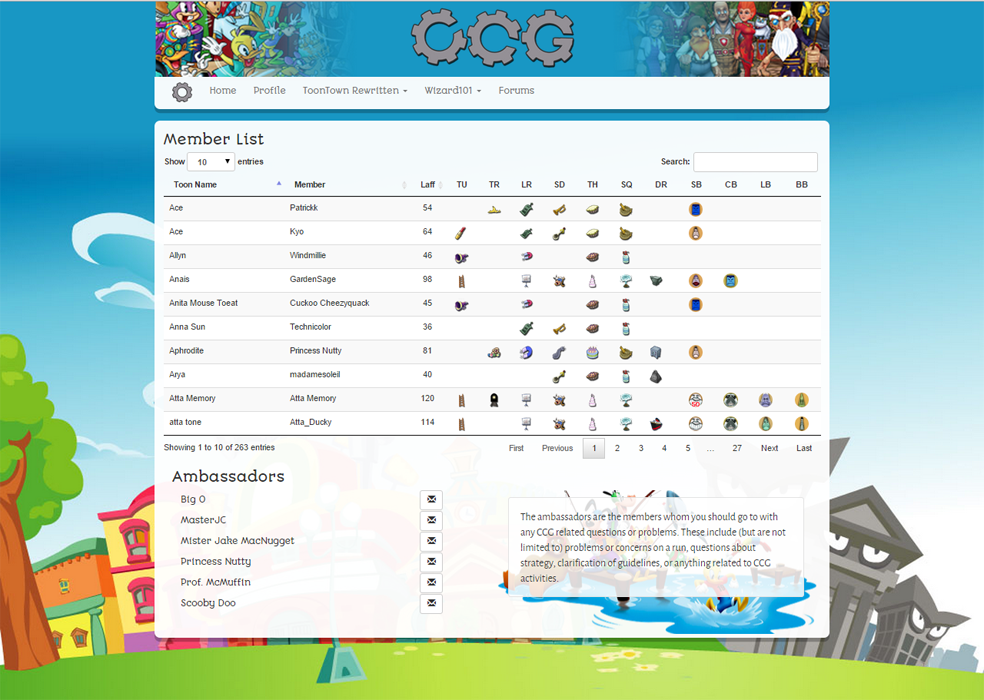 CCG
Home Profile ToonTown Rewritten Wizard101 Forums
Member List
Show 10 entries Search:
Toon Name Member Laff TU TR LR SD TH SQ DR SB CB LB BB
Ace Patrickk 54
Ace Kyo 64
Allyn Windmillie 46
Anais GardenSage 98
Anita Mouse Toeat Cuckoo Cheezyquack 45
Anna Sun Technicolor 36
Aphrodite Princess Nutty 81
Arya madamesoleil 40
Atta Memory Atta Memory 120
atta tone Atta_Ducky 114
Showing 1 to 10 of 263 entries First Previous 1 2 3 4 5 ... 27 Next Last
Ambassadors
Big O
MasterJC
Mister Jake MacNugget
Princess Nutty
Prof. McMuffin
Scooby Doo
The ambassadors are the members whom you should go to with
any CCG related questions or problems. These include (but are not
limited to) problems or concerns on a run, questions about
strategy, clarification of guidelines, or anything related to CCG
activities.